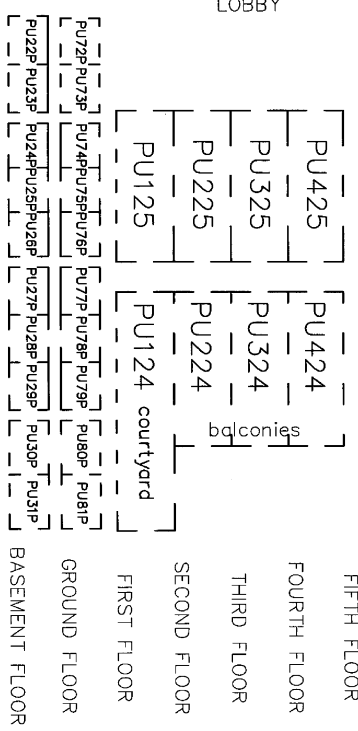 LOBBY
FIFTH FLOOR
PU425 PU424
FOURTH FLOOR
PU325 PU324
balconies
THIRD FLOOR
PU225 PU224
SECOND FLOOR
PU125 PU124 courtyard
FIRST FLOOR
PU72P PU73P PU74P PU75P PU76P PU77P PU78P PU79P PU80P PU81P
GROUND FLOOR
PU22P PU23P PU24P PU25P PU26P PU27P PU28P PU29P PU30P PU31P
BASEMENT FLOOR